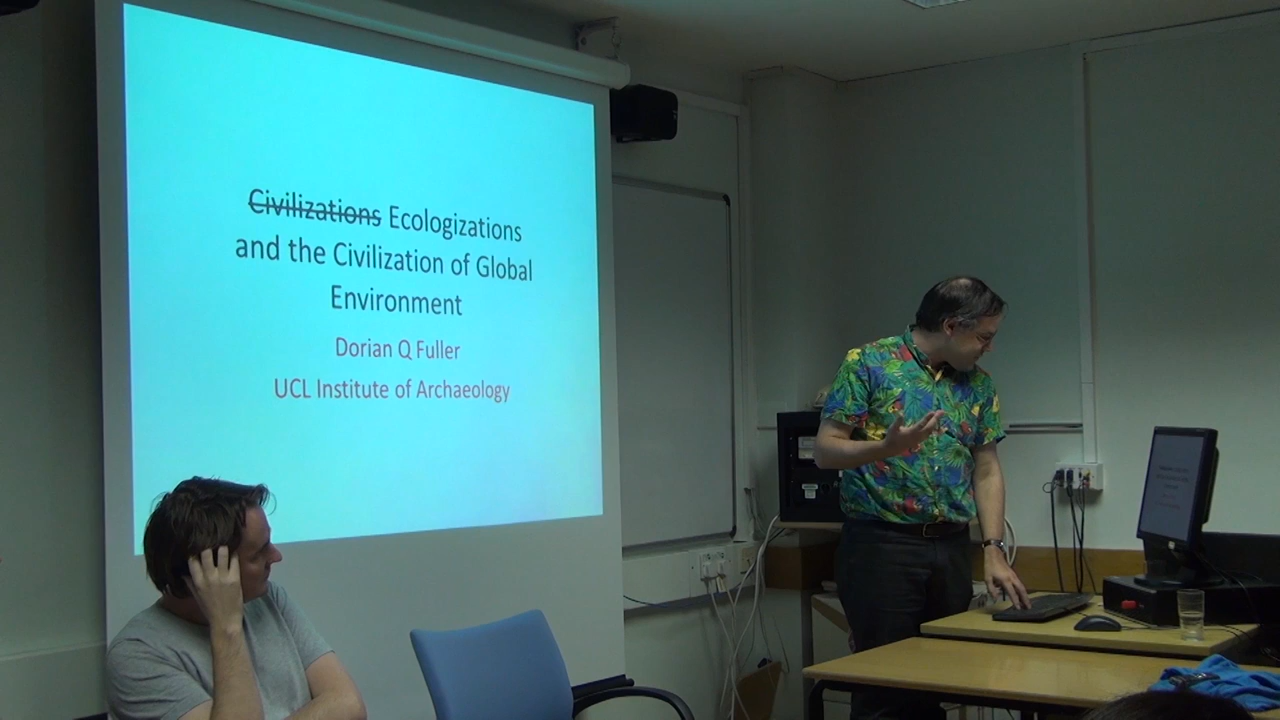 Civilizations Ecologizations
and the Civilization of Global
Environment
Dorian Q Fuller
UCL Institute of Archaeology